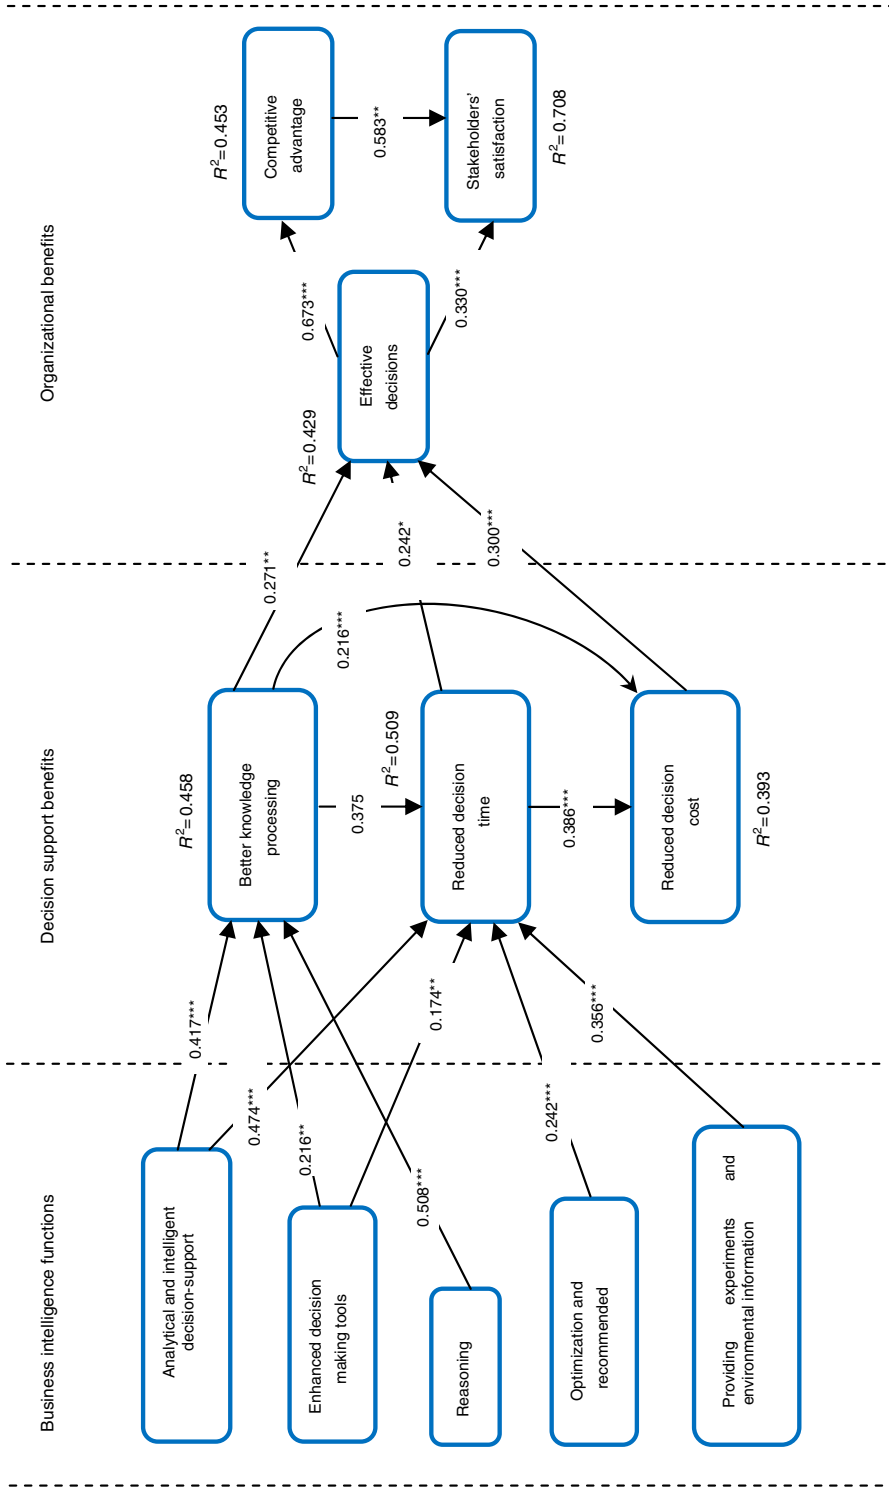 Business intelligence functions
Decision support benefits
Organizational benefits
Analytical and intelligent
decision-support
Enhanced decision
making tools
Reasoning
Optimization and
recommended
Providing experiments and
environmental information
0.417***
0.474***
0.216**
0.174**
0.508***
0.242***
0.356***
R²=0.458
Better knowledge
processing
0.375
R²=0.509
Reduced decision
time
0.386***
Reduced decision
cost
R²=0.393
0.216***
0.271**
0.242*
0.300***
R²=0.429
Effective
decisions
0.673***
0.330***
R²=0.453
Competitive
advantage
0.583**
Stakeholders'
satisfaction
R²=0.708